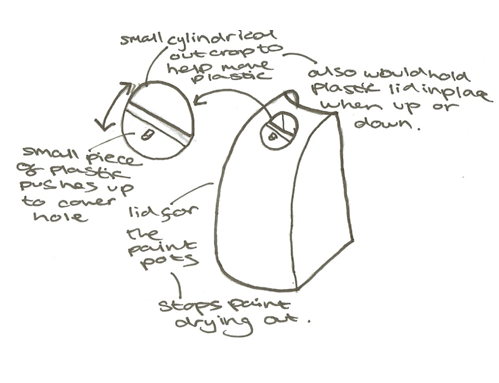 small cylindrical
outcrop to
help move
plastic
also would hold
plastic lid in place
when up or
down.
small piece
of plastic
pushes up
to cover
hole
lid for
the
paint
pots
stops paint
drying out.